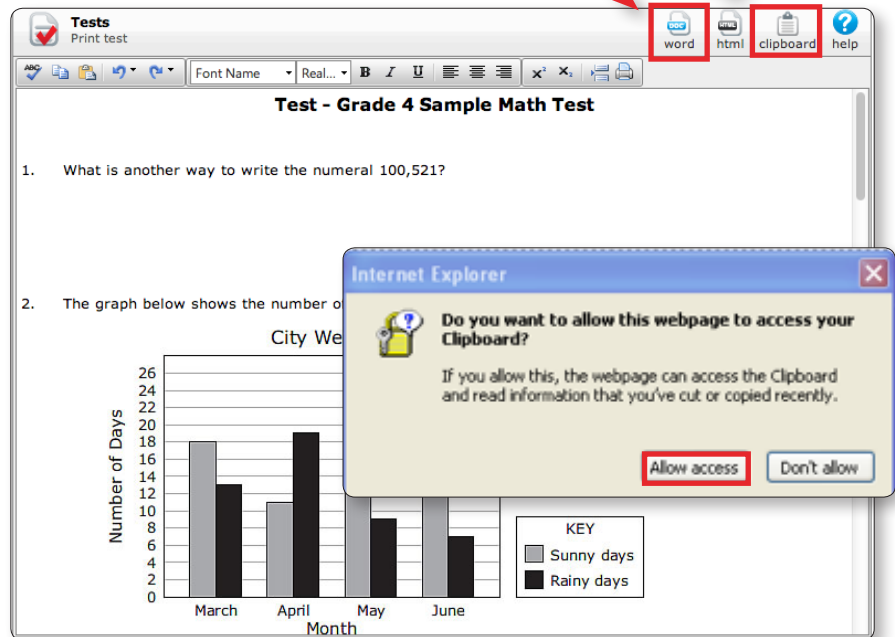 Tests
Print test
DOC
HTML
word html clipboard help
ABC
Font Name Real... B I U x² x₂
Test - Grade 4 Sample Math Test
1. What is another way to write the numeral 100,521?
2. The graph below shows the number o
City We
Internet Explorer
Do you want to allow this webpage to access your
Clipboard?
If you allow this, the webpage can access the Clipboard
and read information that you've cut or copied recently.
Allow access Don't allow
Number of Days
26
24
22
20
18
16
14
12
10
8
6
4
2
0
March April May June
Month
KEY
Sunny days
Rainy days